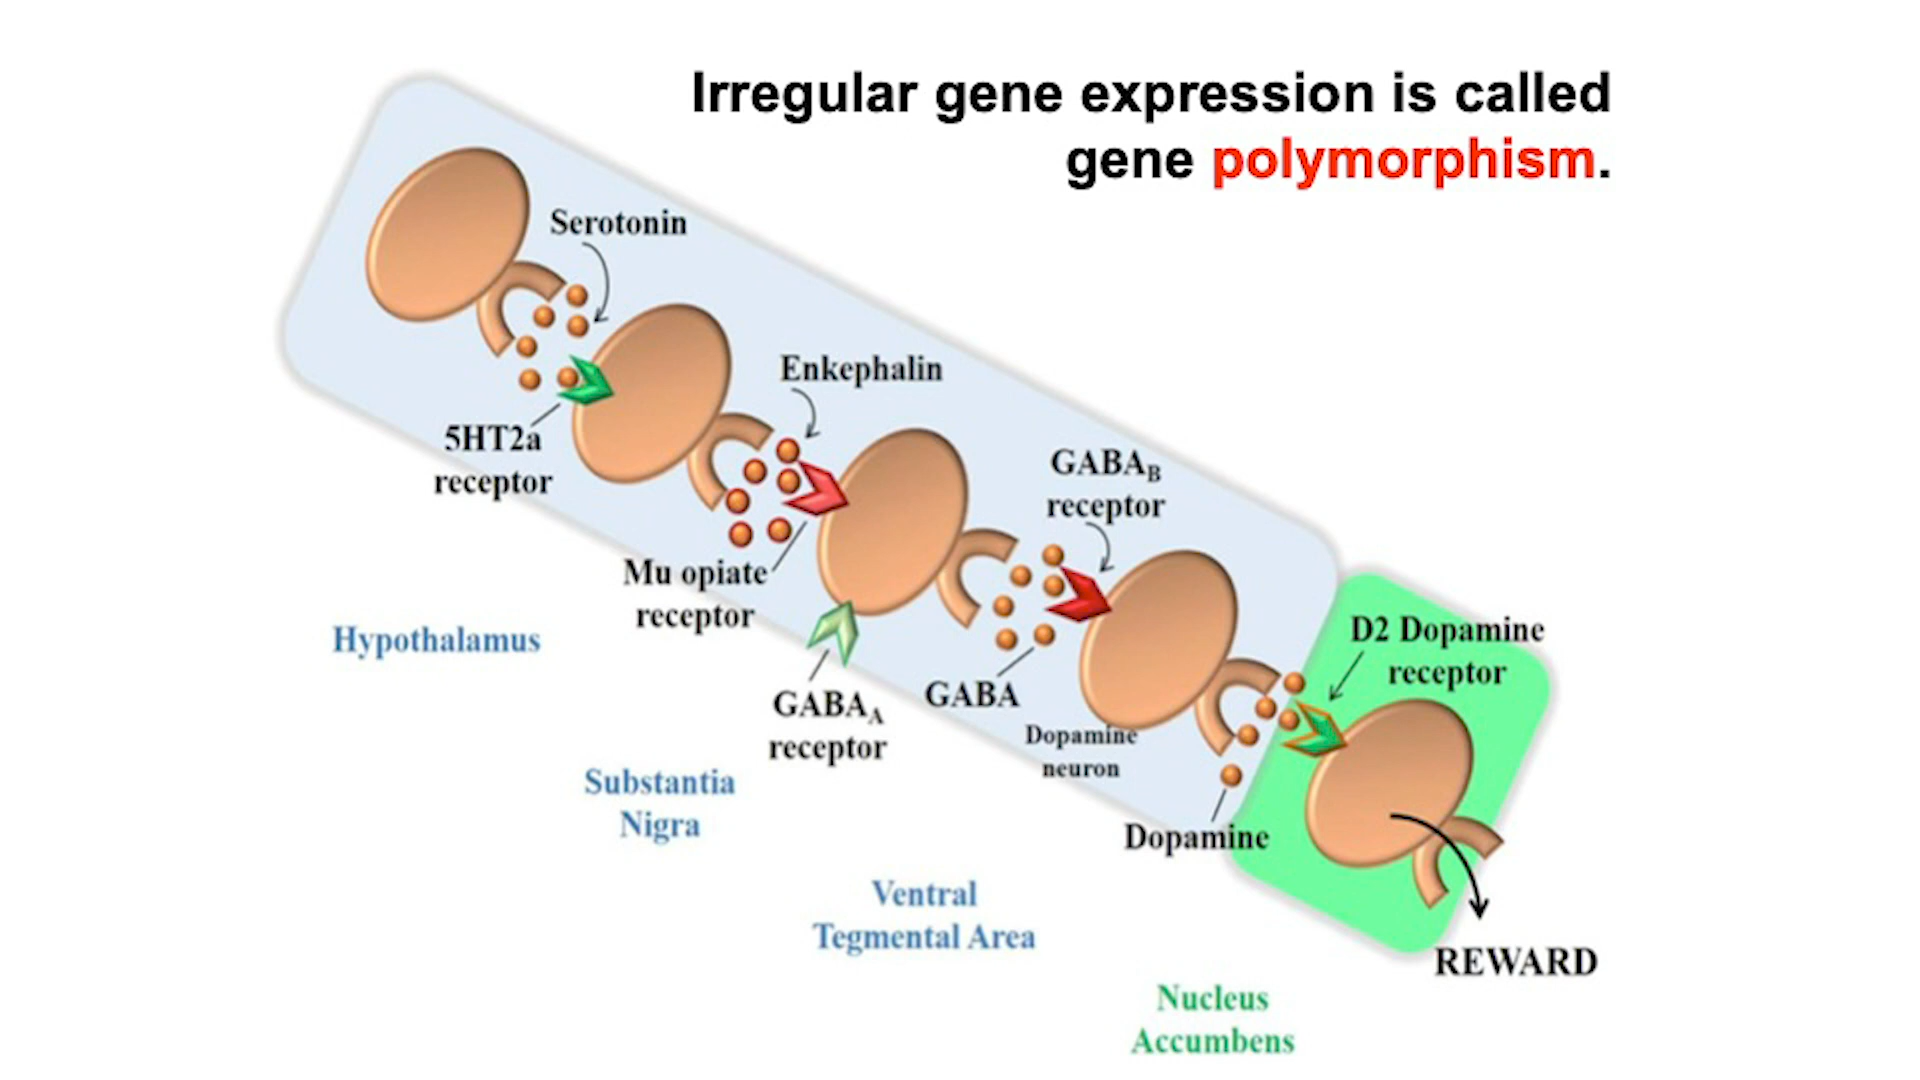 Irregular gene expression is called
gene polymorphism.
Serotonin
Enkephalin
5HT2a
receptor
GABAB
receptor
Mu opiate
receptor
Hypothalamus
D2 Dopamine
receptor
GABAA
receptor
GABA
Dopamine
neuron
Substantia
Nigra
Dopamine
Ventral
Tegmental Area
REWARD
Nucleus
Accumbens